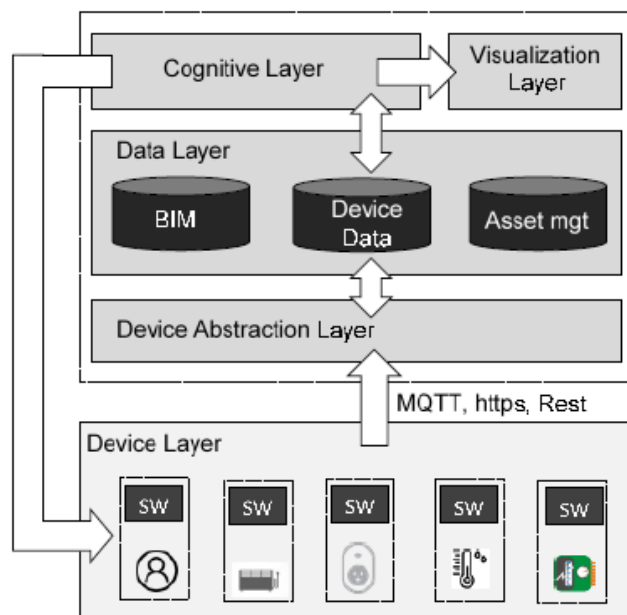 Cognitive Layer
Visualization
Layer
Data Layer
BIM
Device
Data
Asset mgt
Device Abstraction Layer
MQTT, https, Rest
Device Layer
SW
SW
SW
SW
SW